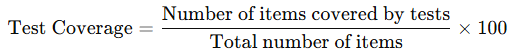 Test Coverage = Number of items covered by tests / Total number of items × 100